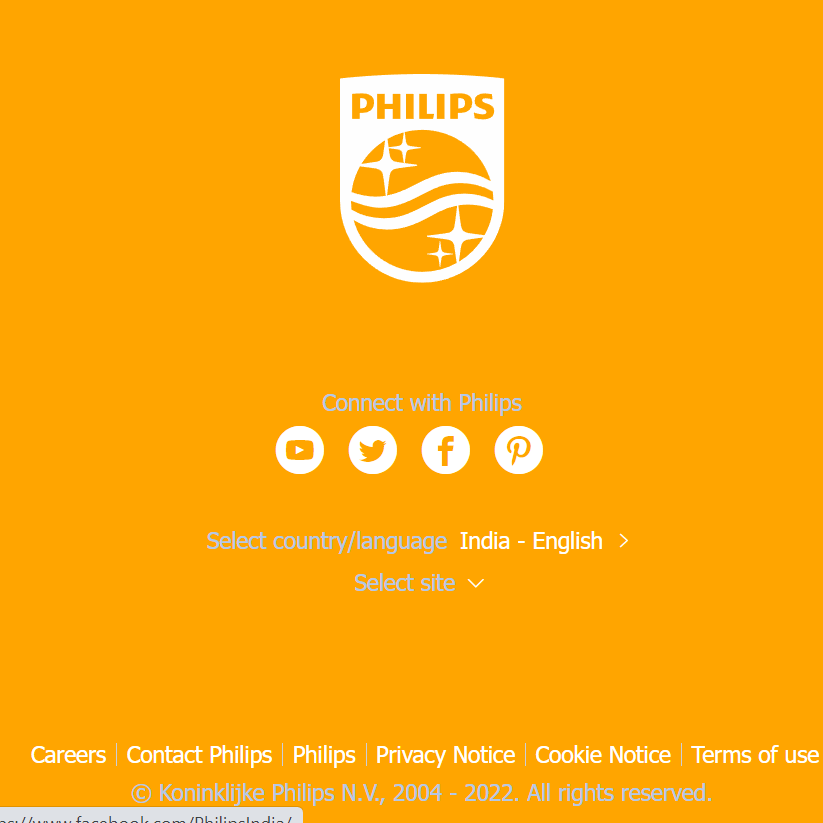 PHILIPS
Connect with Philips
Select country/language India - English
Select site
Careers Contact Philips Philips Privacy Notice Cookie Notice Terms of use
© Koninklijke Philips N.V., 2004 - 2022. All rights reserved.
s://www.facebook.com/PhilipsIndia/